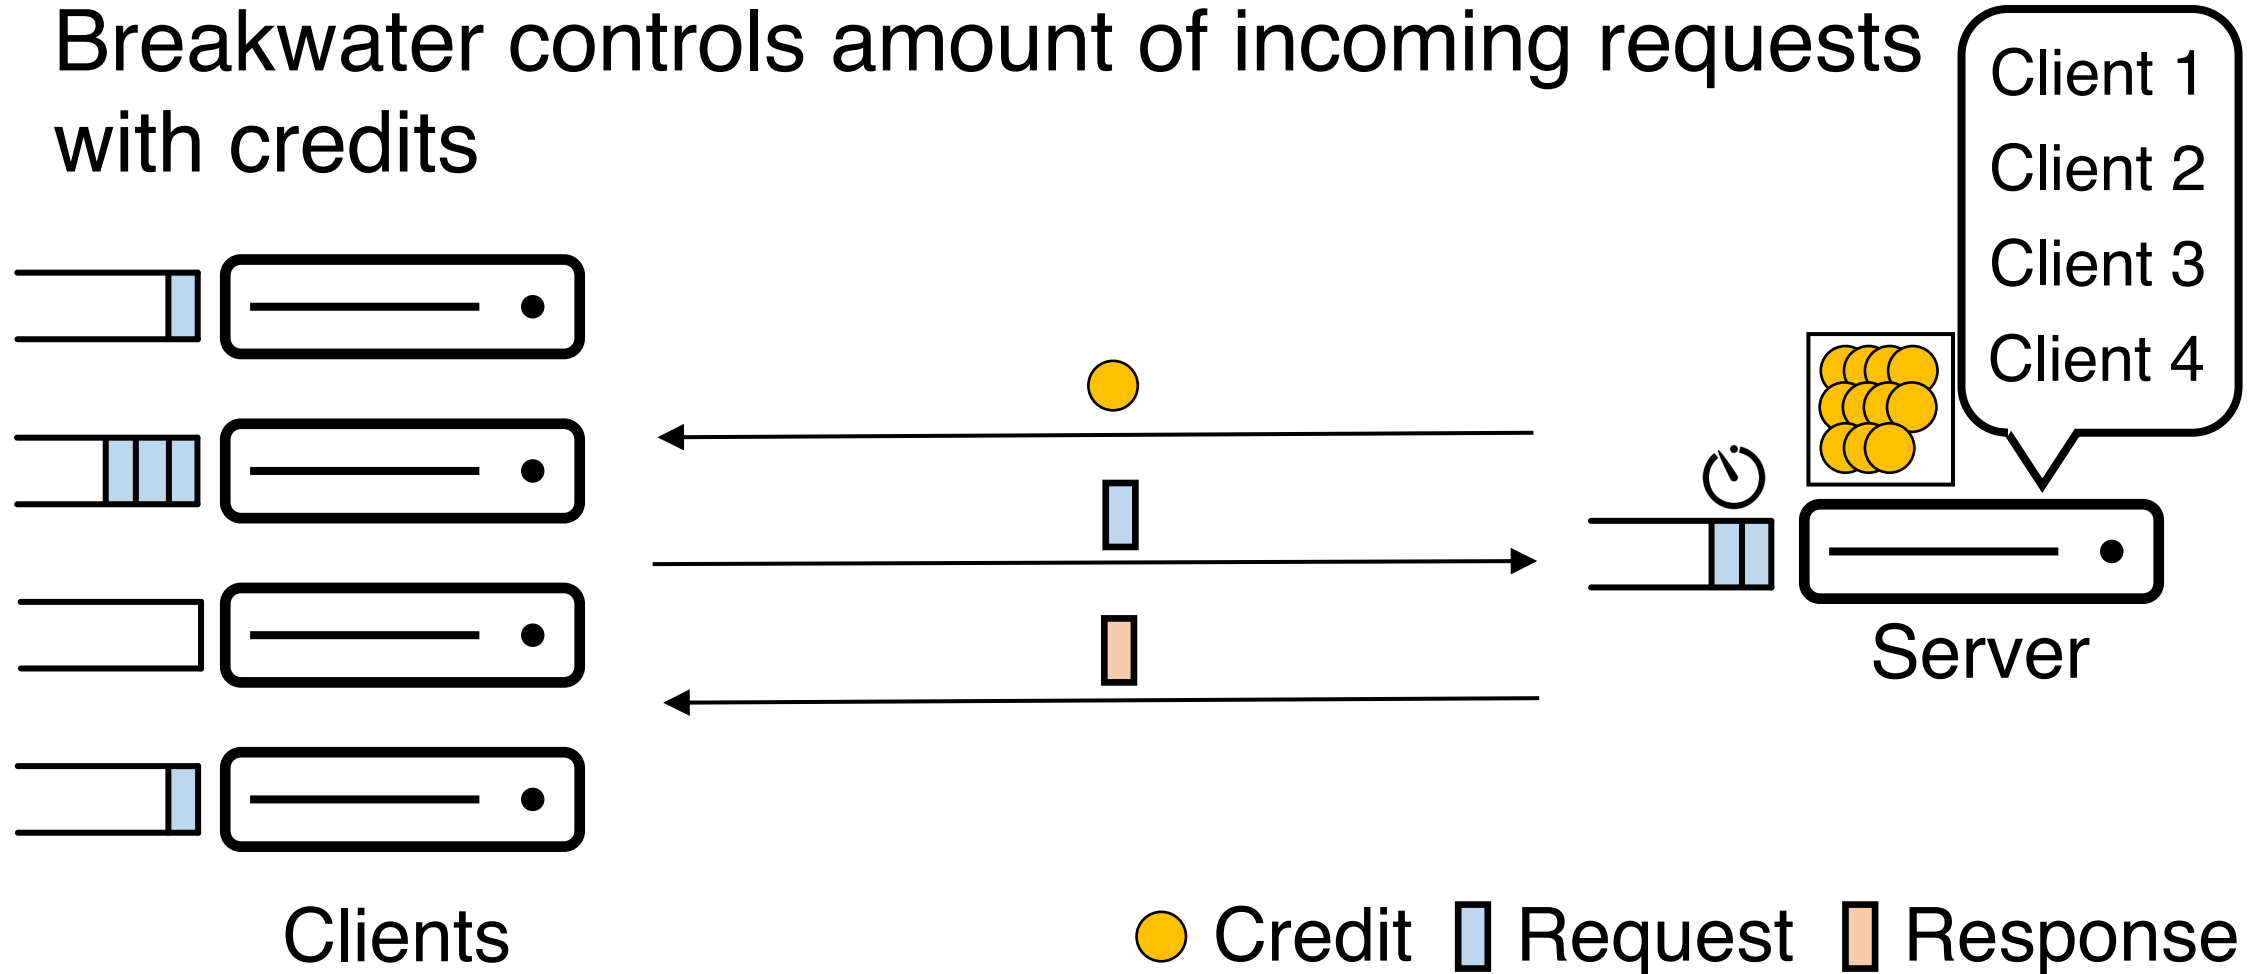 Breakwater controls amount of incoming requests
with credits
Client 1
Client 2
Client 3
Client 4
Server
Clients
Credit Request Response